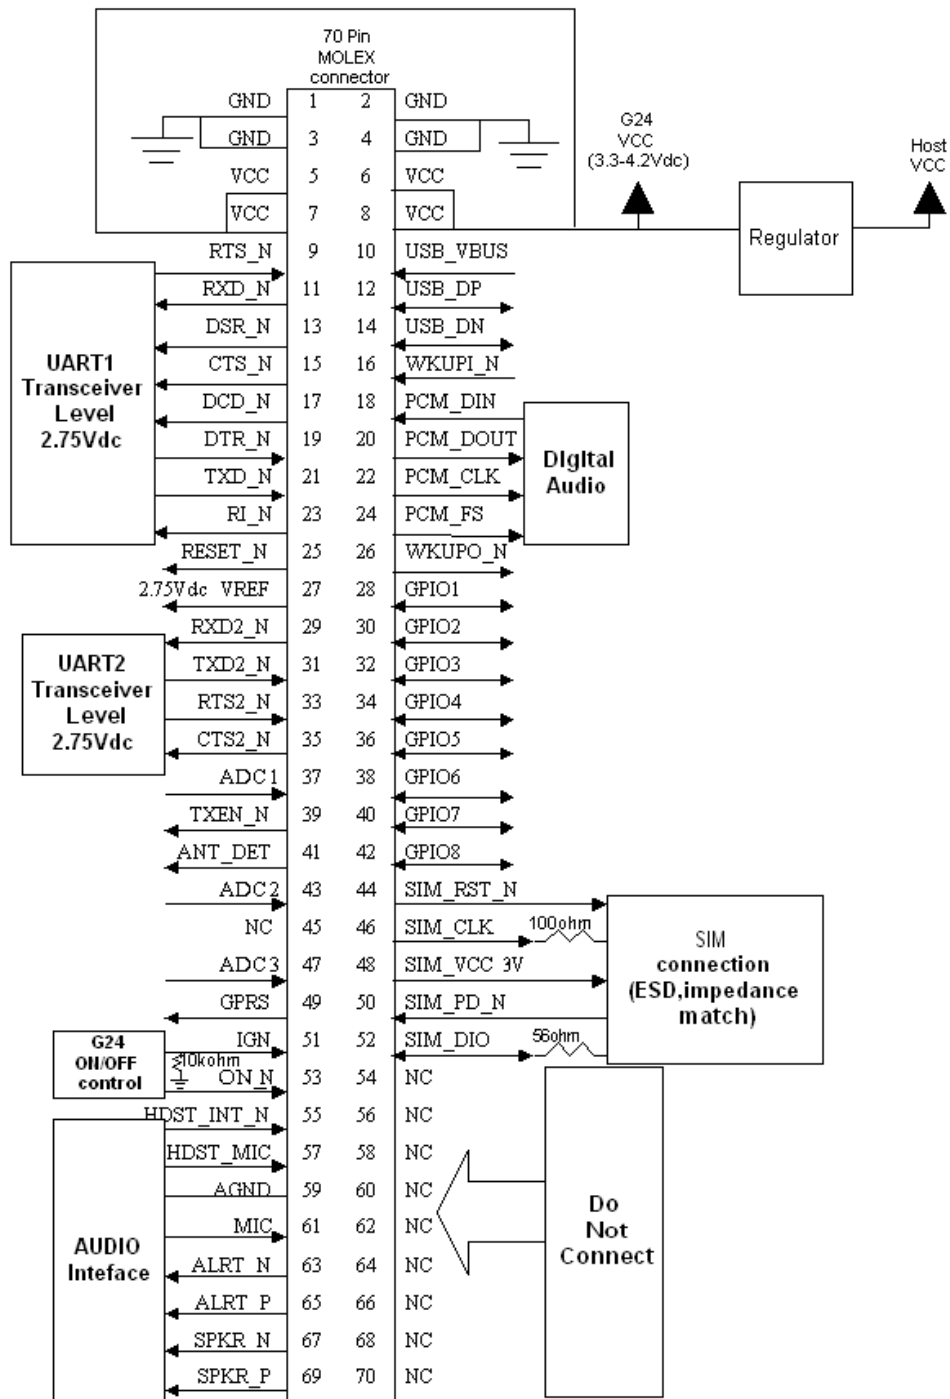 70 Pin
MOLEX
connector
GND 1 2 GND
GND 3 4 GND
VCC 5 6 VCC
VCC 7 8 VCC
G24
VCC
(3.3-4.2Vdc)
Host
VCC
Regulator
RTS_N 9 10 USB_VBUS
RXD_N 11 12 USB_DP
DSR_N 13 14 USB_DN
CTS_N 15 16 WKUPI_N
DCD_N 17 18 PCM_DIN
DTR_N 19 20 PCM_DOUT
TXD_N 21 22 PCM_CLK
RI_N 23 24 PCM_FS
UART1
Transceiver
Level
2.75Vdc
DIgital
Audio
RESET_N 25 26 WKUPO_N
2.75Vdc VREF 27 28 GPIO1
RXD2_N 29 30 GPIO2
TXD2_N 31 32 GPIO3
RTS2_N 33 34 GPIO4
CTS2_N 35 36 GPIO5
UART2
Transceiver
Level
2.75Vdc
ADC1 37 38 GPIO6
TXEN_N 39 40 GPIO7
ANT_DET 41 42 GPIO8
ADC2 43 44 SIM_RST_N
NC 45 46 SIM_CLK 100ohm
ADC3 47 48 SIM_VCC 3V
GPRS 49 50 SIM_PD_N
IGN 51 52 SIM_DIO 56ohm
SIM
connection
(ESD,impedance
match)
G24
ON/OFF
control
10kohm
ON_N 53 54 NC
HDST_INT_N 55 56 NC
HDST_MIC 57 58 NC
AGND 59 60 NC
MIC 61 62 NC
ALRT_N 63 64 NC
ALRT_P 65 66 NC
SPKR_N 67 68 NC
SPKR_P 69 70 NC
AUDIO
Inteface
Do
Not
Connect